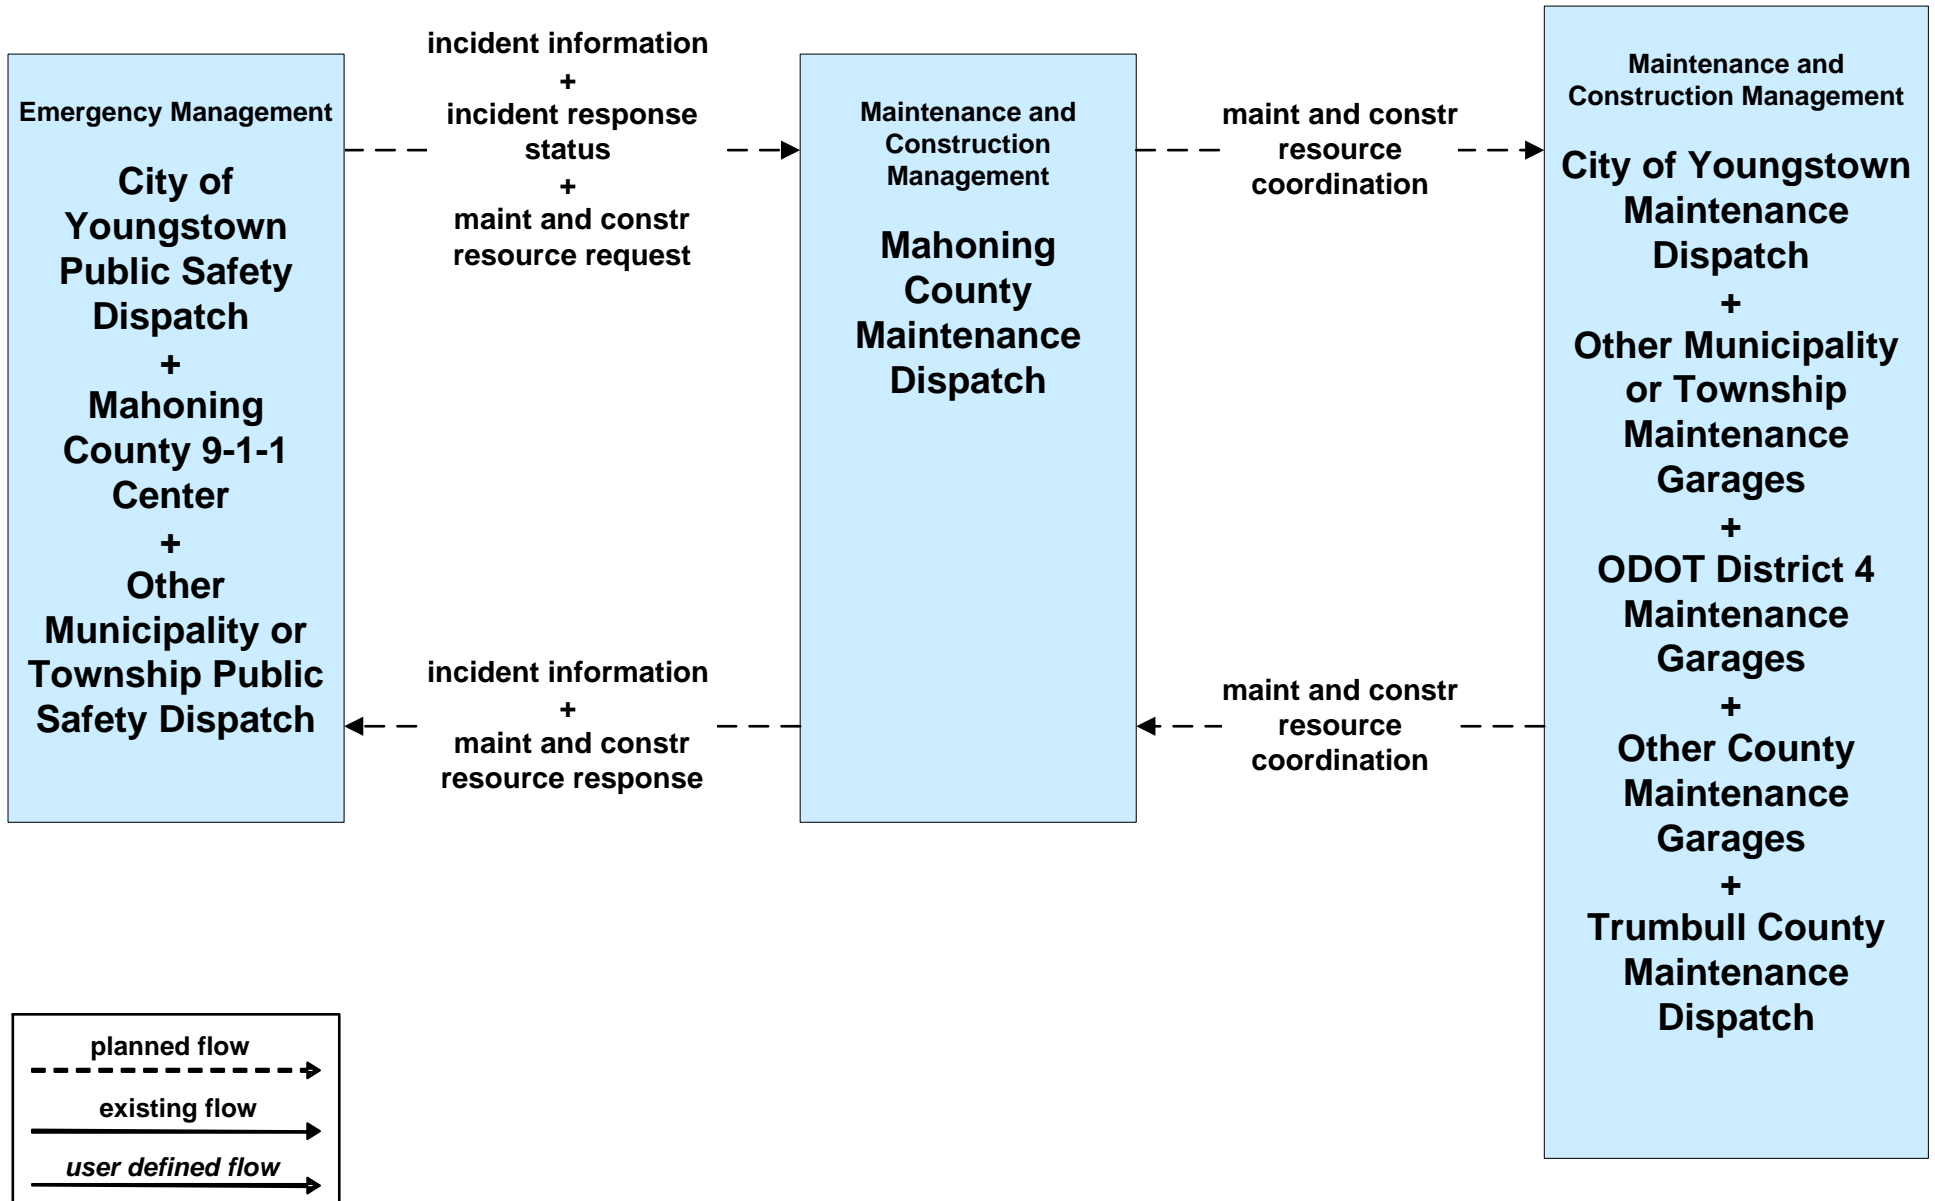 Emergency Management
City of
Youngstown
Public Safety
Dispatch
+
Mahoning
County 9-1-1
Center
+
Other
Municipality or
Township Public
Safety Dispatch
incident information
+
incident response
status
+
maint and constr
resource request
incident information
+
maint and constr
resource response
Maintenance and
Construction
Management
Mahoning
County
Maintenance
Dispatch
maint and constr
resource
coordination
maint and constr
resource
coordination
Maintenance and
Construction Management
City of Youngstown
Maintenance
Dispatch
+
Other Municipality
or Township
Maintenance
Garages
+
ODOT District 4
Maintenance
Garages
+
Other County
Maintenance
Garages
+
Trumbull County
Maintenance
Dispatch
planned flow
existing flow
user defined flow